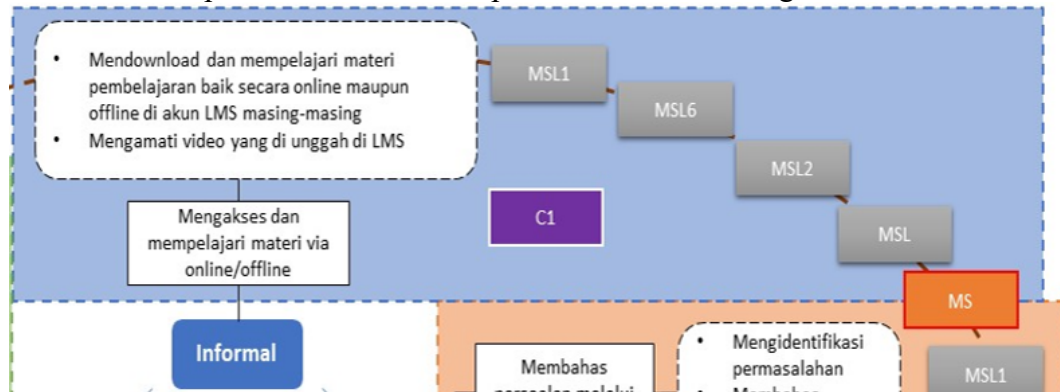 • Mendownload dan mempelajari materi
pembelajaran baik secara online maupun
offline di akun LMS masing-masing
• Mengamati video yang di unggah di LMS
MSL1
MSL6
MSL2
MSL
MS
C1
Mengakses dan
mempelajari materi via
online/offline
Informal
Membahas
• Mengidentifikasi
permasalahan
MSL1